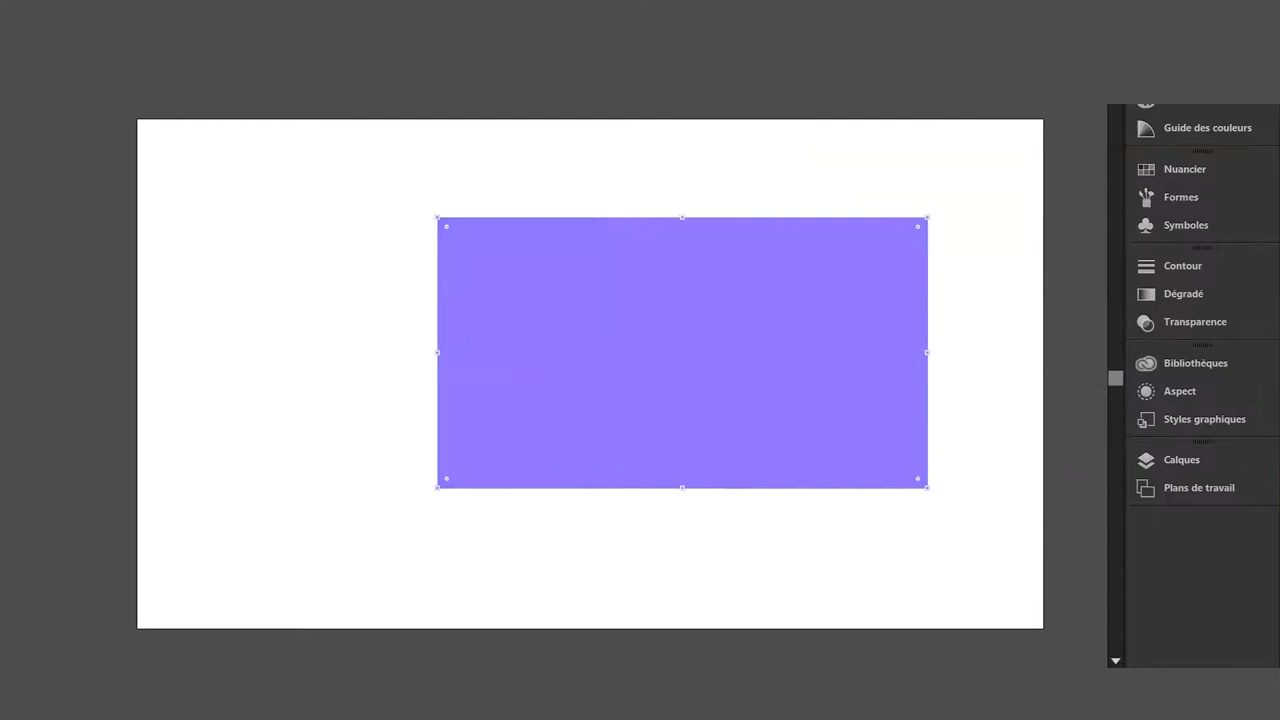 Guide des couleurs
Nuancier
Formes
Symboles
Contour
Dégradé
Transparence
Bibliothèques
Aspect
Styles graphiques
Calques
Plans de travail